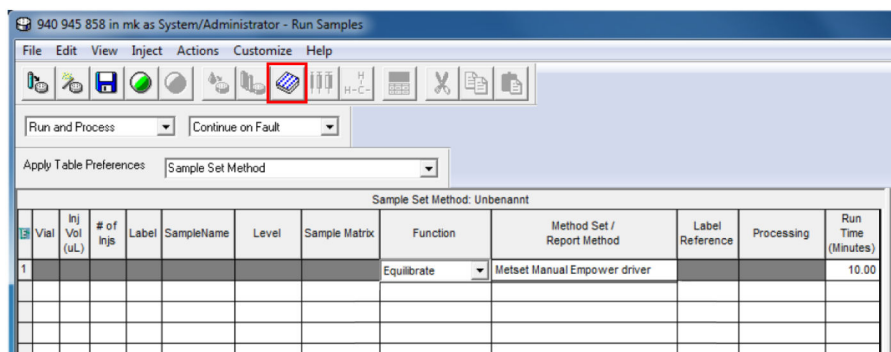 940 945 858 in mk as System/Administrator - Run Samples
File Edit View Inject Actions Customize Help
H
H-C-
Run and Process Continue on Fault
Apply Table Preferences Sample Set Method
Sample Set Method: Unbenannt
Vial Inj Vol (uL) # of Injs Label SampleName Level Sample Matrix Function Method Set / Report Method Label Reference Processing Run Time (Minutes)
1 Equilibrate Metset Manual Empower driver 10.00